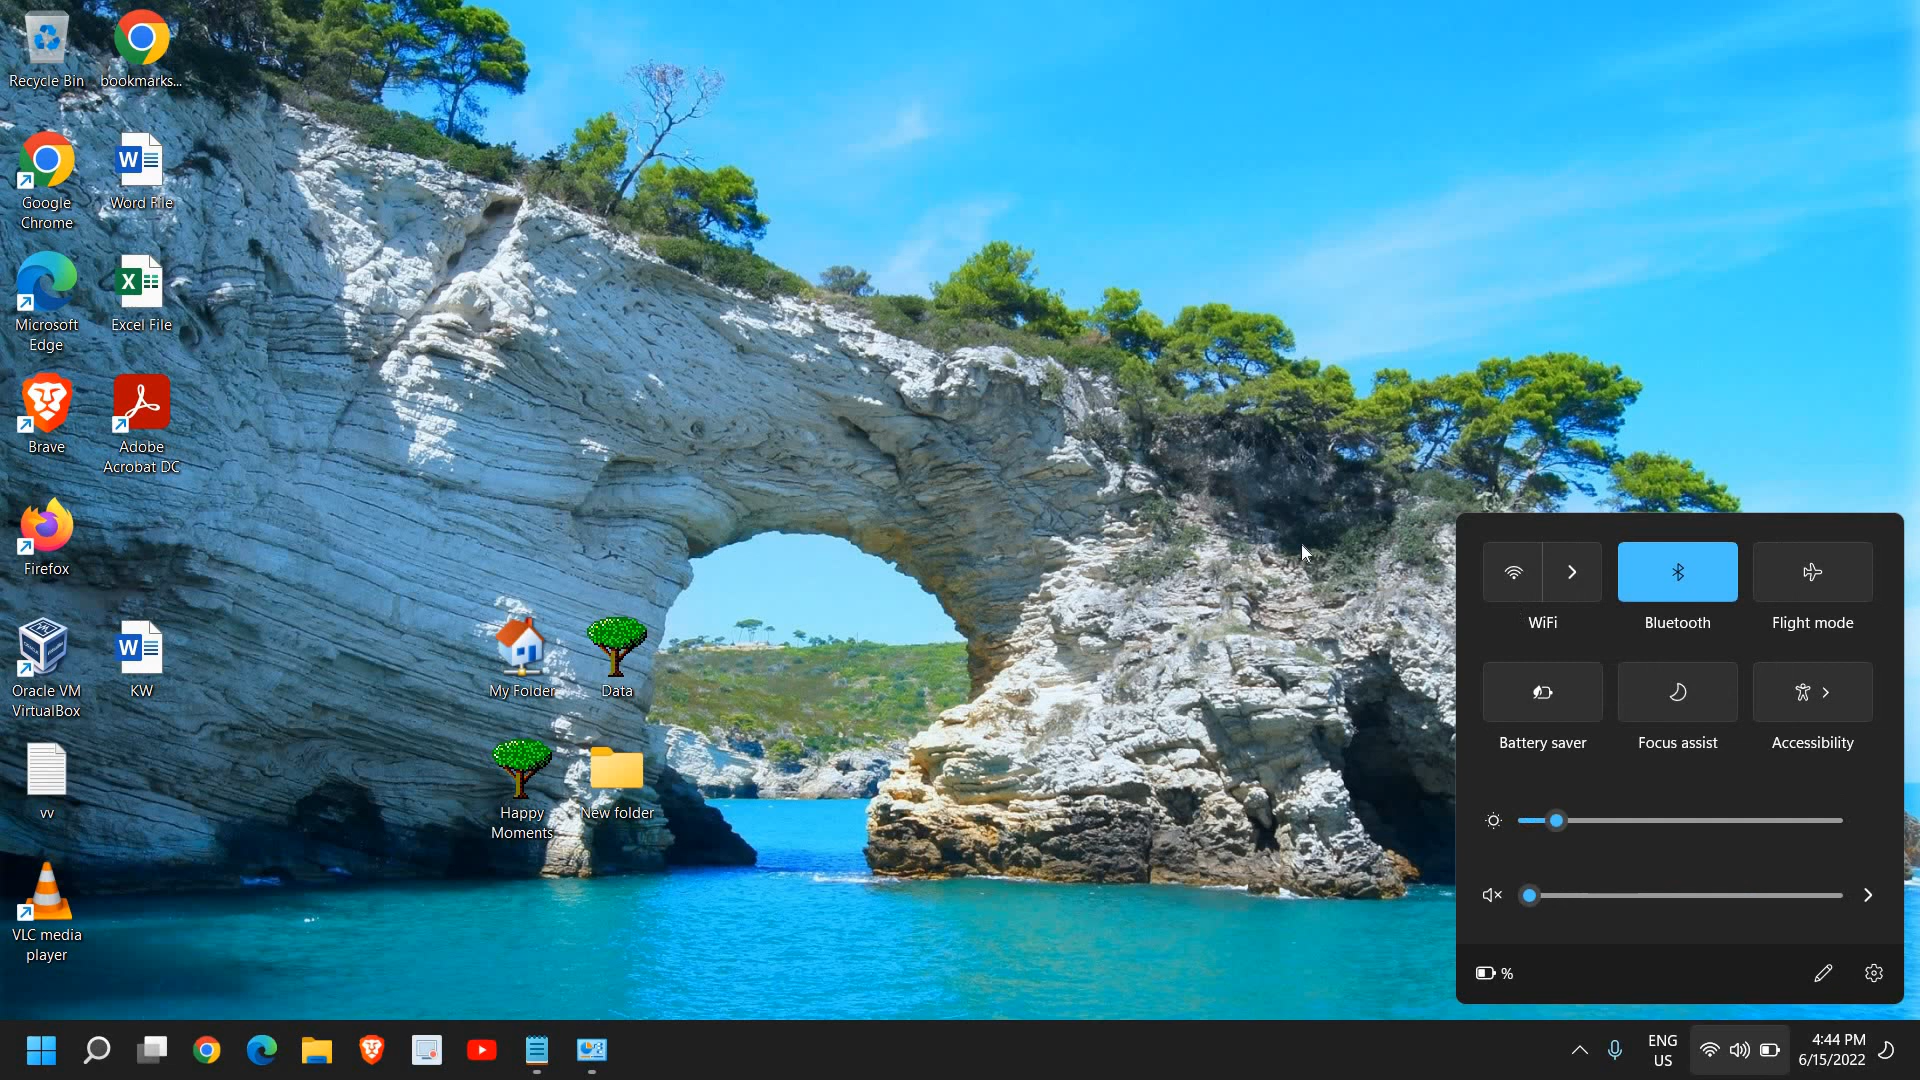 Recycle Bin
bookmarks...
Google
Chrome
Word File
Microsoft
Edge
Excel File
Brave
Adobe
Acrobat DC
Firefox
Oracle VM
VirtualBox
KW
My Folder
Data
vv
Happy
Moments
New folder
VLC media
player
WiFi
Bluetooth
Flight mode
Battery saver
Focus assist
Accessibility
%
ENG
US
4:44 PM
6/15/2022